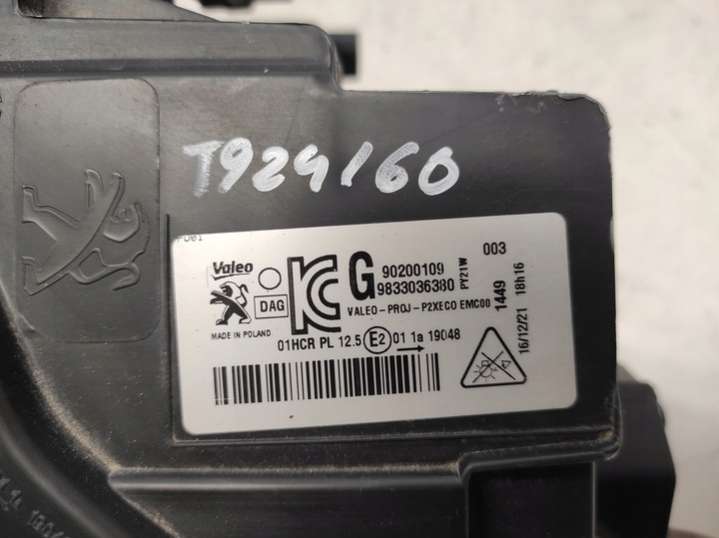 T924160
Valeo
DAG
MADE IN POLAND
G
90200109
9833036380
PY21W
003
VALEO-PROJ-P2XECO EMC00
1449
16/12/21 18h16
01HCR PL 12.5 E2 01 1a 19048